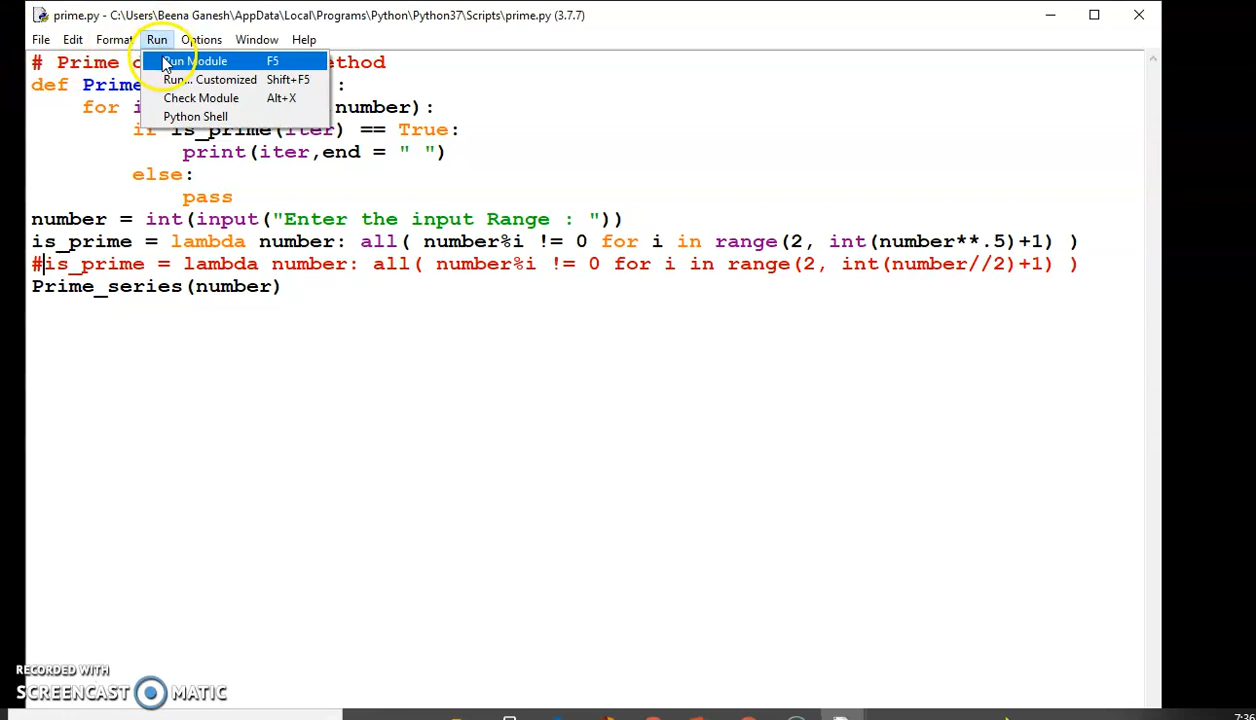 prime.py - C:\Users\Beena Ganesh\AppData\Local\Programs\Python\Python37\Scripts\prime.py (3.7.7)
File Edit Format Run Options Window Help
# Prime ethod
Run Module F5
def Prime :
Run... Customized Shift+F5
for i number):
Check Module Alt+X
Python Shell
if is_prime(iter) == True:
print(iter,end = " ")
else:
pass
number = int(input("Enter the input Range : "))
is_prime = lambda number: all( number%i != 0 for i in range(2, int(number**.5)+1) )
#is_prime = lambda number: all( number%i != 0 for i in range(2, int(number//2)+1) )
Prime_series(number)
RECORDED WITH
SCREENCAST MATIC